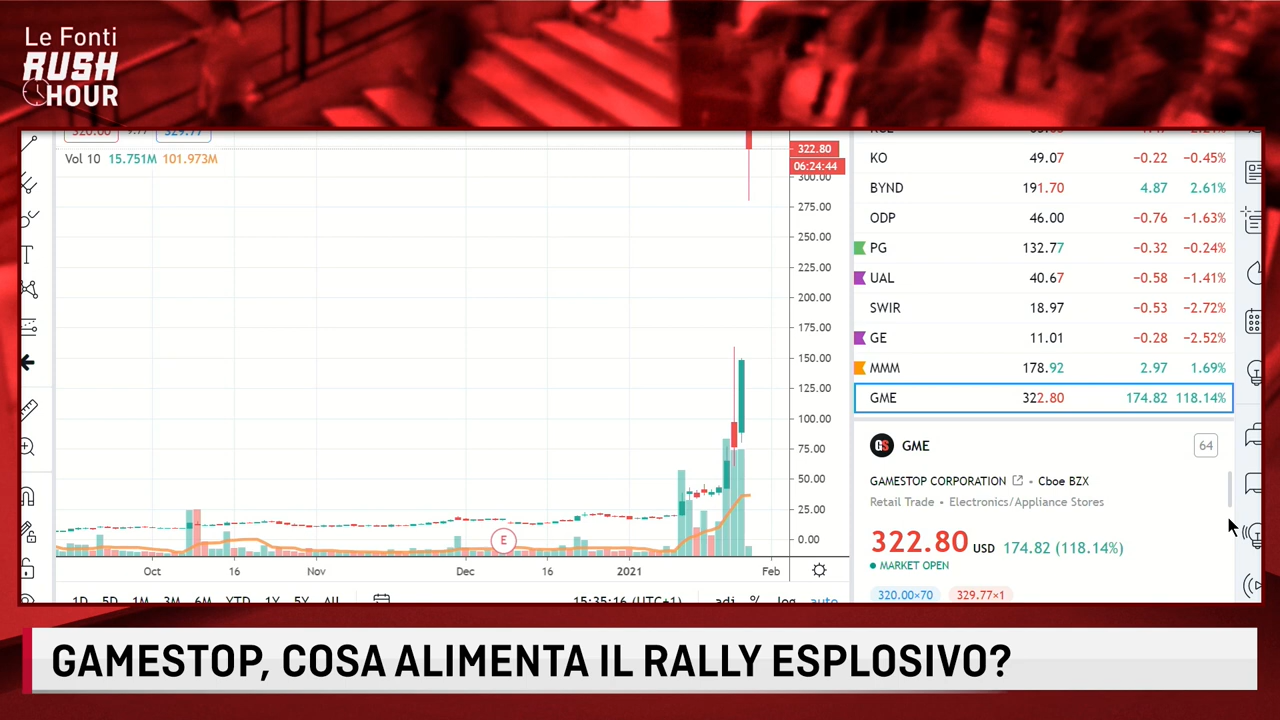 Le Fonti
RUSH
HOUR
320.00 9.77 329.77
Vol 10 15.751M 101.973M
322.80
06:24:44
300.00
275.00
250.00
225.00
200.00
175.00
150.00
125.00
100.00
75.00
50.00
25.00
0.00
E
Oct 16 Nov Dec 16 2021 Feb
1D 5D 1M 3M 6M YTD 1Y 5Y All 15:35:16 (UTC+1) adj % log auto
KO 49.07 −0.22 −0.45%
BYND 191.70 4.87 2.61%
ODP 46.00 −0.76 −1.63%
PG 132.77 −0.32 −0.24%
UAL 40.67 −0.58 −1.41%
SWIR 18.97 −0.53 −2.72%
GE 11.01 −0.28 −2.52%
MMM 178.92 2.97 1.69%
GME 322.80 174.82 118.14%
GS GME 64
GAMESTOP CORPORATION • Cboe BZX
Retail Trade • Electronics/Appliance Stores
322.80 USD 174.82 (118.14%)
MARKET OPEN
320.00×70 329.77×1
GAMESTOP, COSA ALIMENTA IL RALLY ESPLOSIVO?